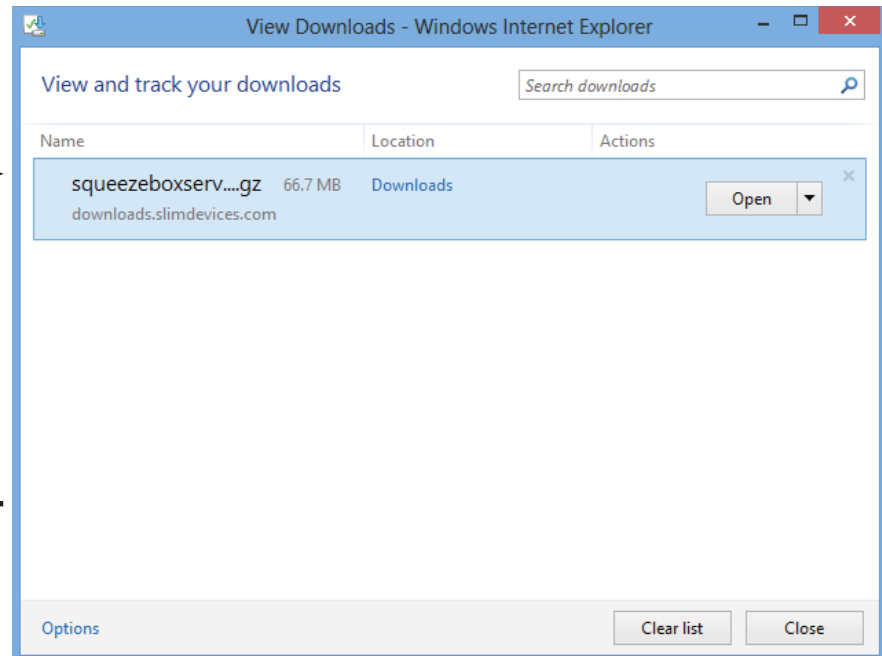 View Downloads - Windows Internet Explorer
View and track your downloads
Search downloads
Name Location Actions
squeezeboxserv....gz 66.7 MB Downloads Open
downloads.slimdevices.com
Options Clear list Close